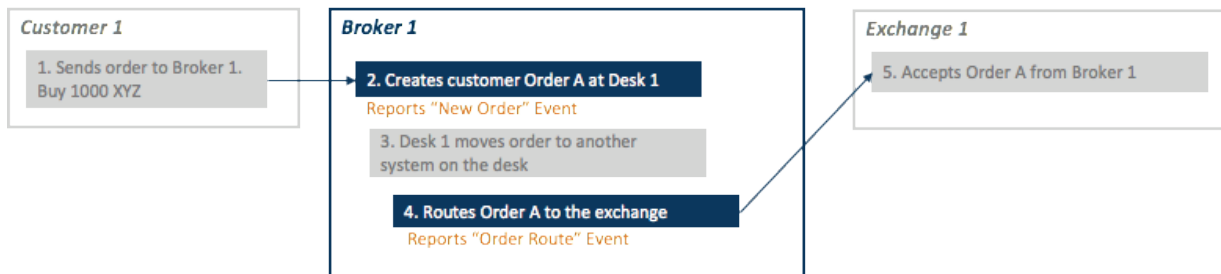 Customer 1
1. Sends order to Broker 1.
Buy 1000 XYZ
Broker 1
2. Creates customer Order A at Desk 1
Reports "New Order" Event
3. Desk 1 moves order to another
system on the desk
4. Routes Order A to the exchange
Reports "Order Route" Event
Exchange 1
5. Accepts Order A from Broker 1